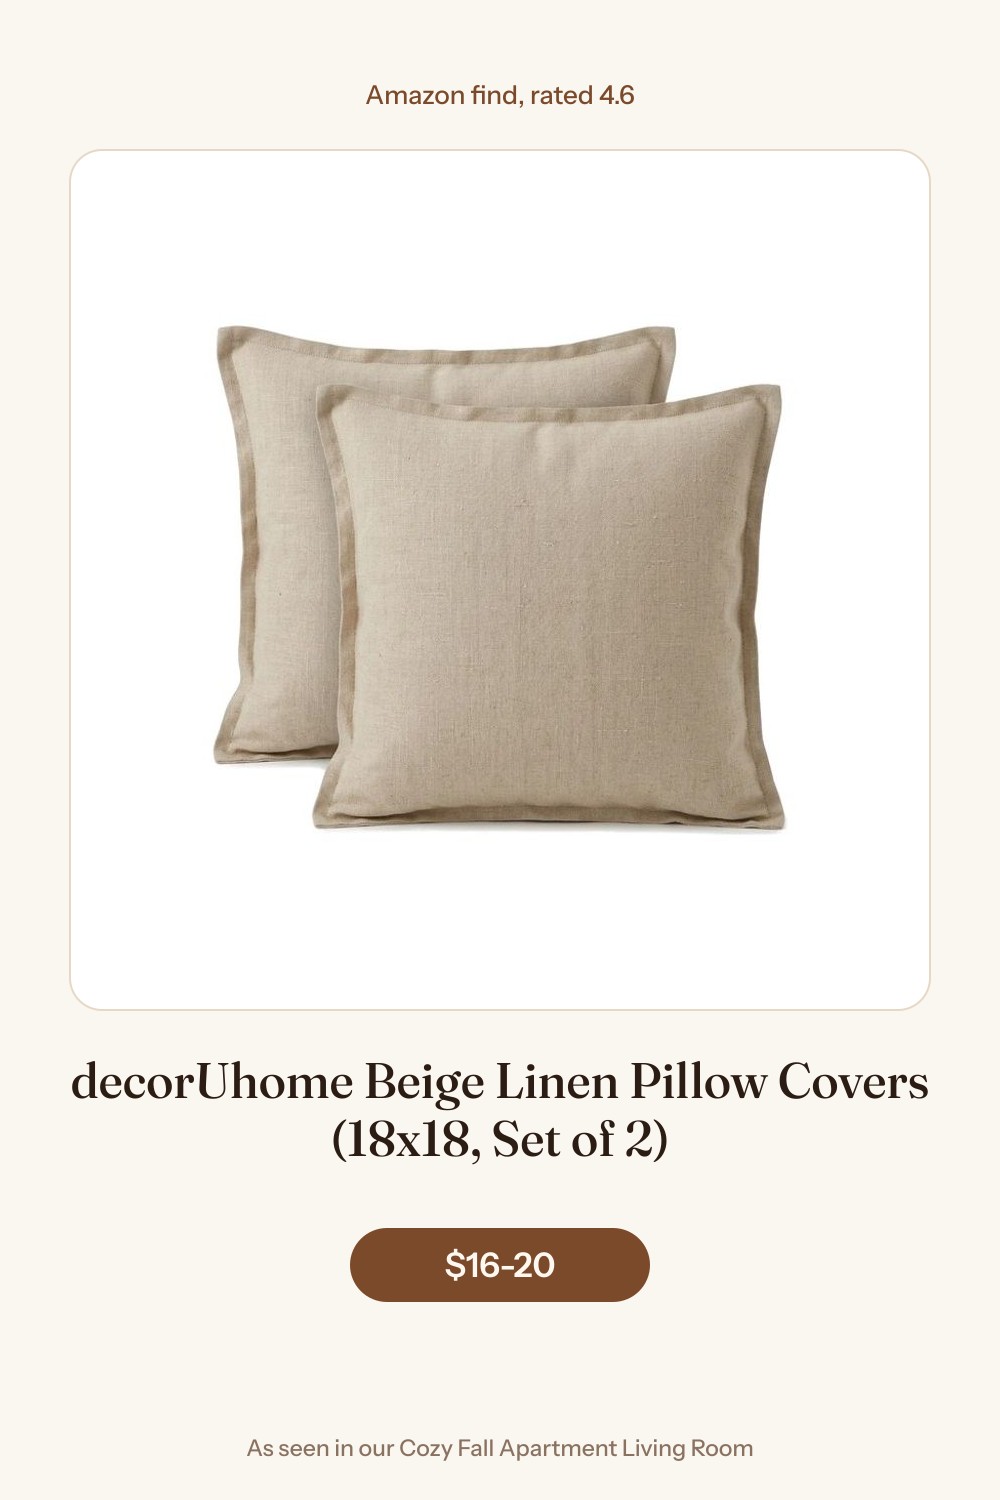 Amazon find, rated 4.6
decorUhome Beige Linen Pillow Covers
(18x18, Set of 2)
$16-20
As seen in our Cozy Fall Apartment Living Room